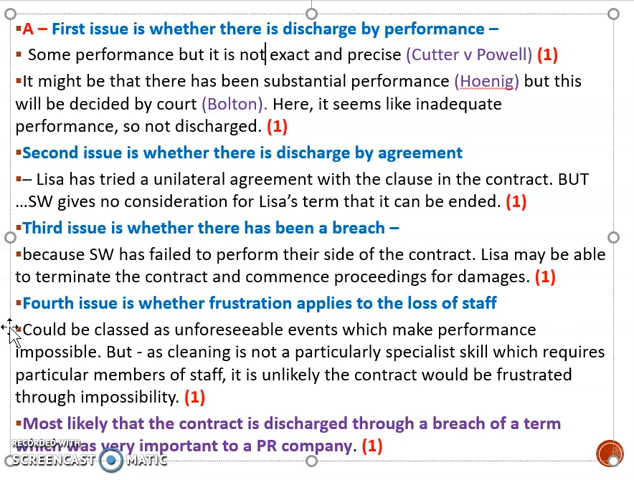 ▪A – First issue is whether there is discharge by performance –
▪ Some performance but it is not exact and precise (Cutter v Powell) (1)
▪It might be that there has been substantial performance (Hoenig) but this
will be decided by court (Bolton). Here, it seems like inadequate
performance, so not discharged. (1)
▪Second issue is whether there is discharge by agreement
▪– Lisa has tried a unilateral agreement with the clause in the contract. BUT
…SW gives no consideration for Lisa’s term that it can be ended. (1)
▪Third issue is whether there has been a breach –
▪because SW has failed to perform their side of the contract. Lisa may be able
to terminate the contract and commence proceedings for damages. (1)
▪Fourth issue is whether frustration applies to the loss of staff
▪Could be classed as unforeseeable events which make performance
impossible. But - as cleaning is not a particularly specialist skill which requires
particular members of staff, it is unlikely the contract would be frustrated
through impossibility. (1)
▪Most likely that the contract is discharged through a breach of a term
which was very important to a PR company. (1)
RECORDED WITH
SCREENCAST MATIC